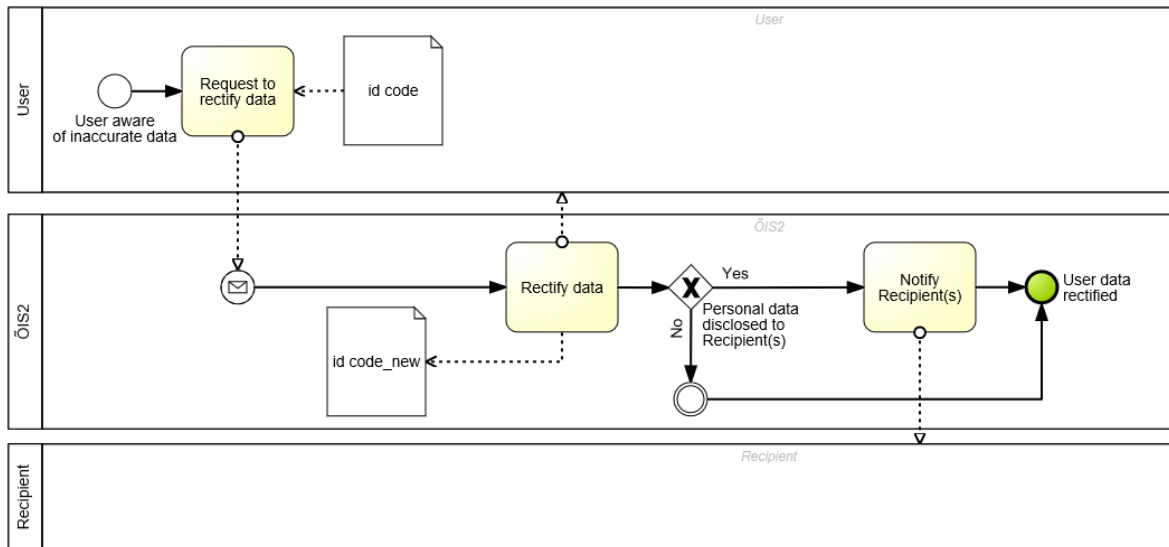 User
User
Request to
rectify data
id code
User aware
of inaccurate data
ÕIS2
ÕIS2
Rectify data
Yes
No
Personal data
disclosed to
Recipient(s)
Notify
Recipient(s)
User data
rectified
id code_new
Recipient
Recipient